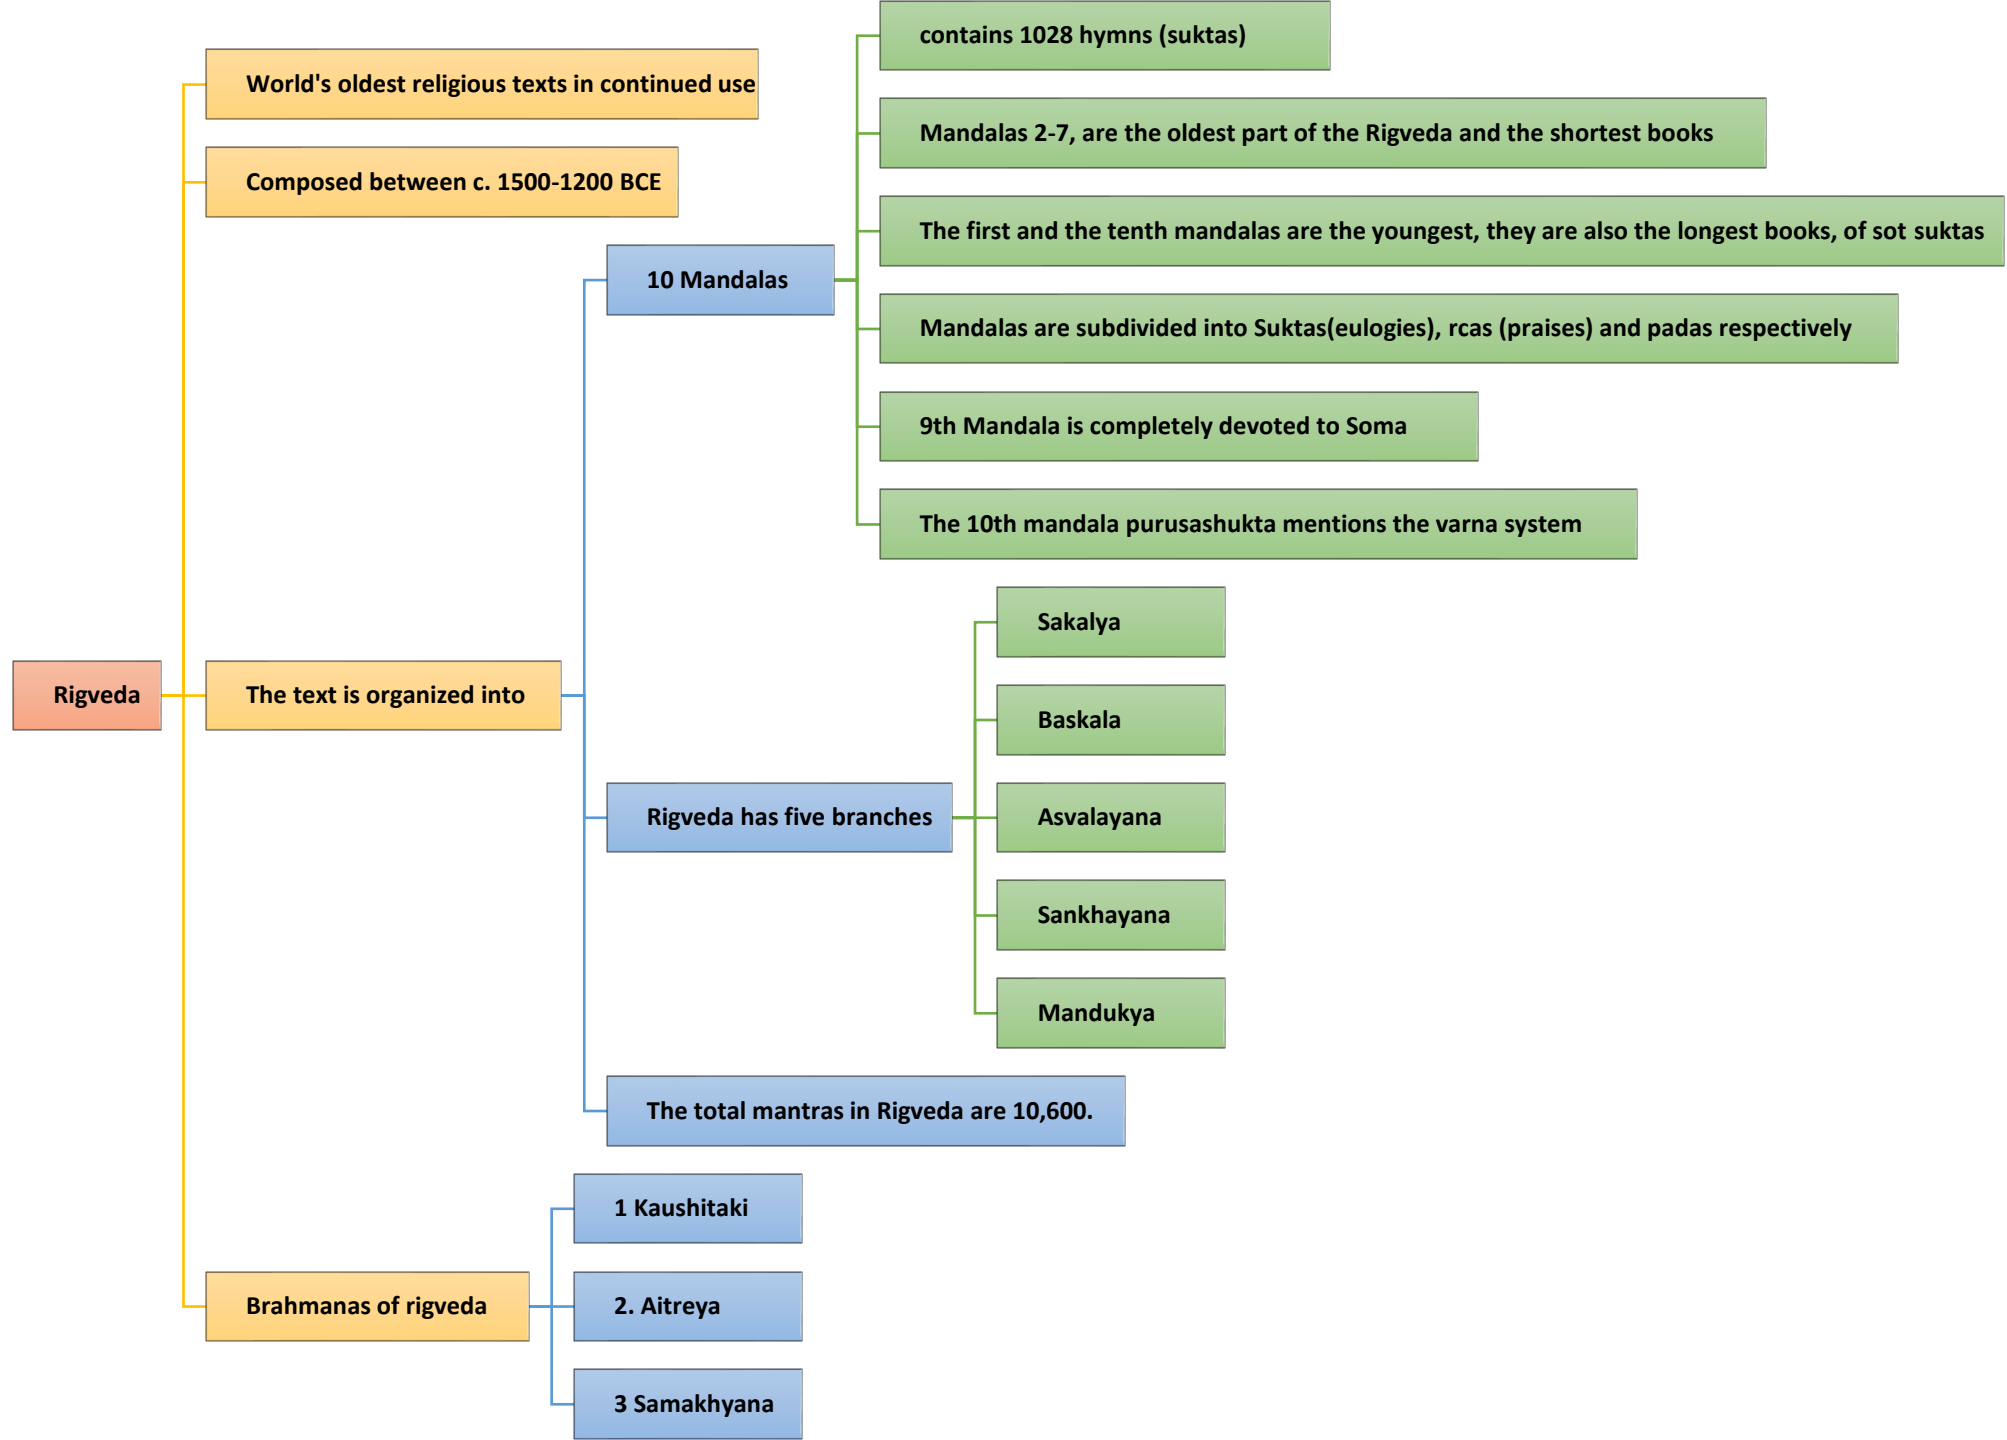 Rigveda
World's oldest religious texts in continued use
Composed between c. 1500-1200 BCE
The text is organized into
10 Mandalas
contains 1028 hymns (suktas)
Mandalas 2-7, are the oldest part of the Rigveda and the shortest books
The first and the tenth mandalas are the youngest, they are also the longest books, of sot suktas
Mandalas are subdivided into Suktas(eulogies), rcas (praises) and padas respectively
9th Mandala is completely devoted to Soma
The 10th mandala purusashukta mentions the varna system
Rigveda has five branches
Sakalya
Baskala
Asvalayana
Sankhayana
Mandukya
The total mantras in Rigveda are 10,600.
Brahmanas of rigveda
1 Kaushitaki
2. Aitreya
3 Samakhyana